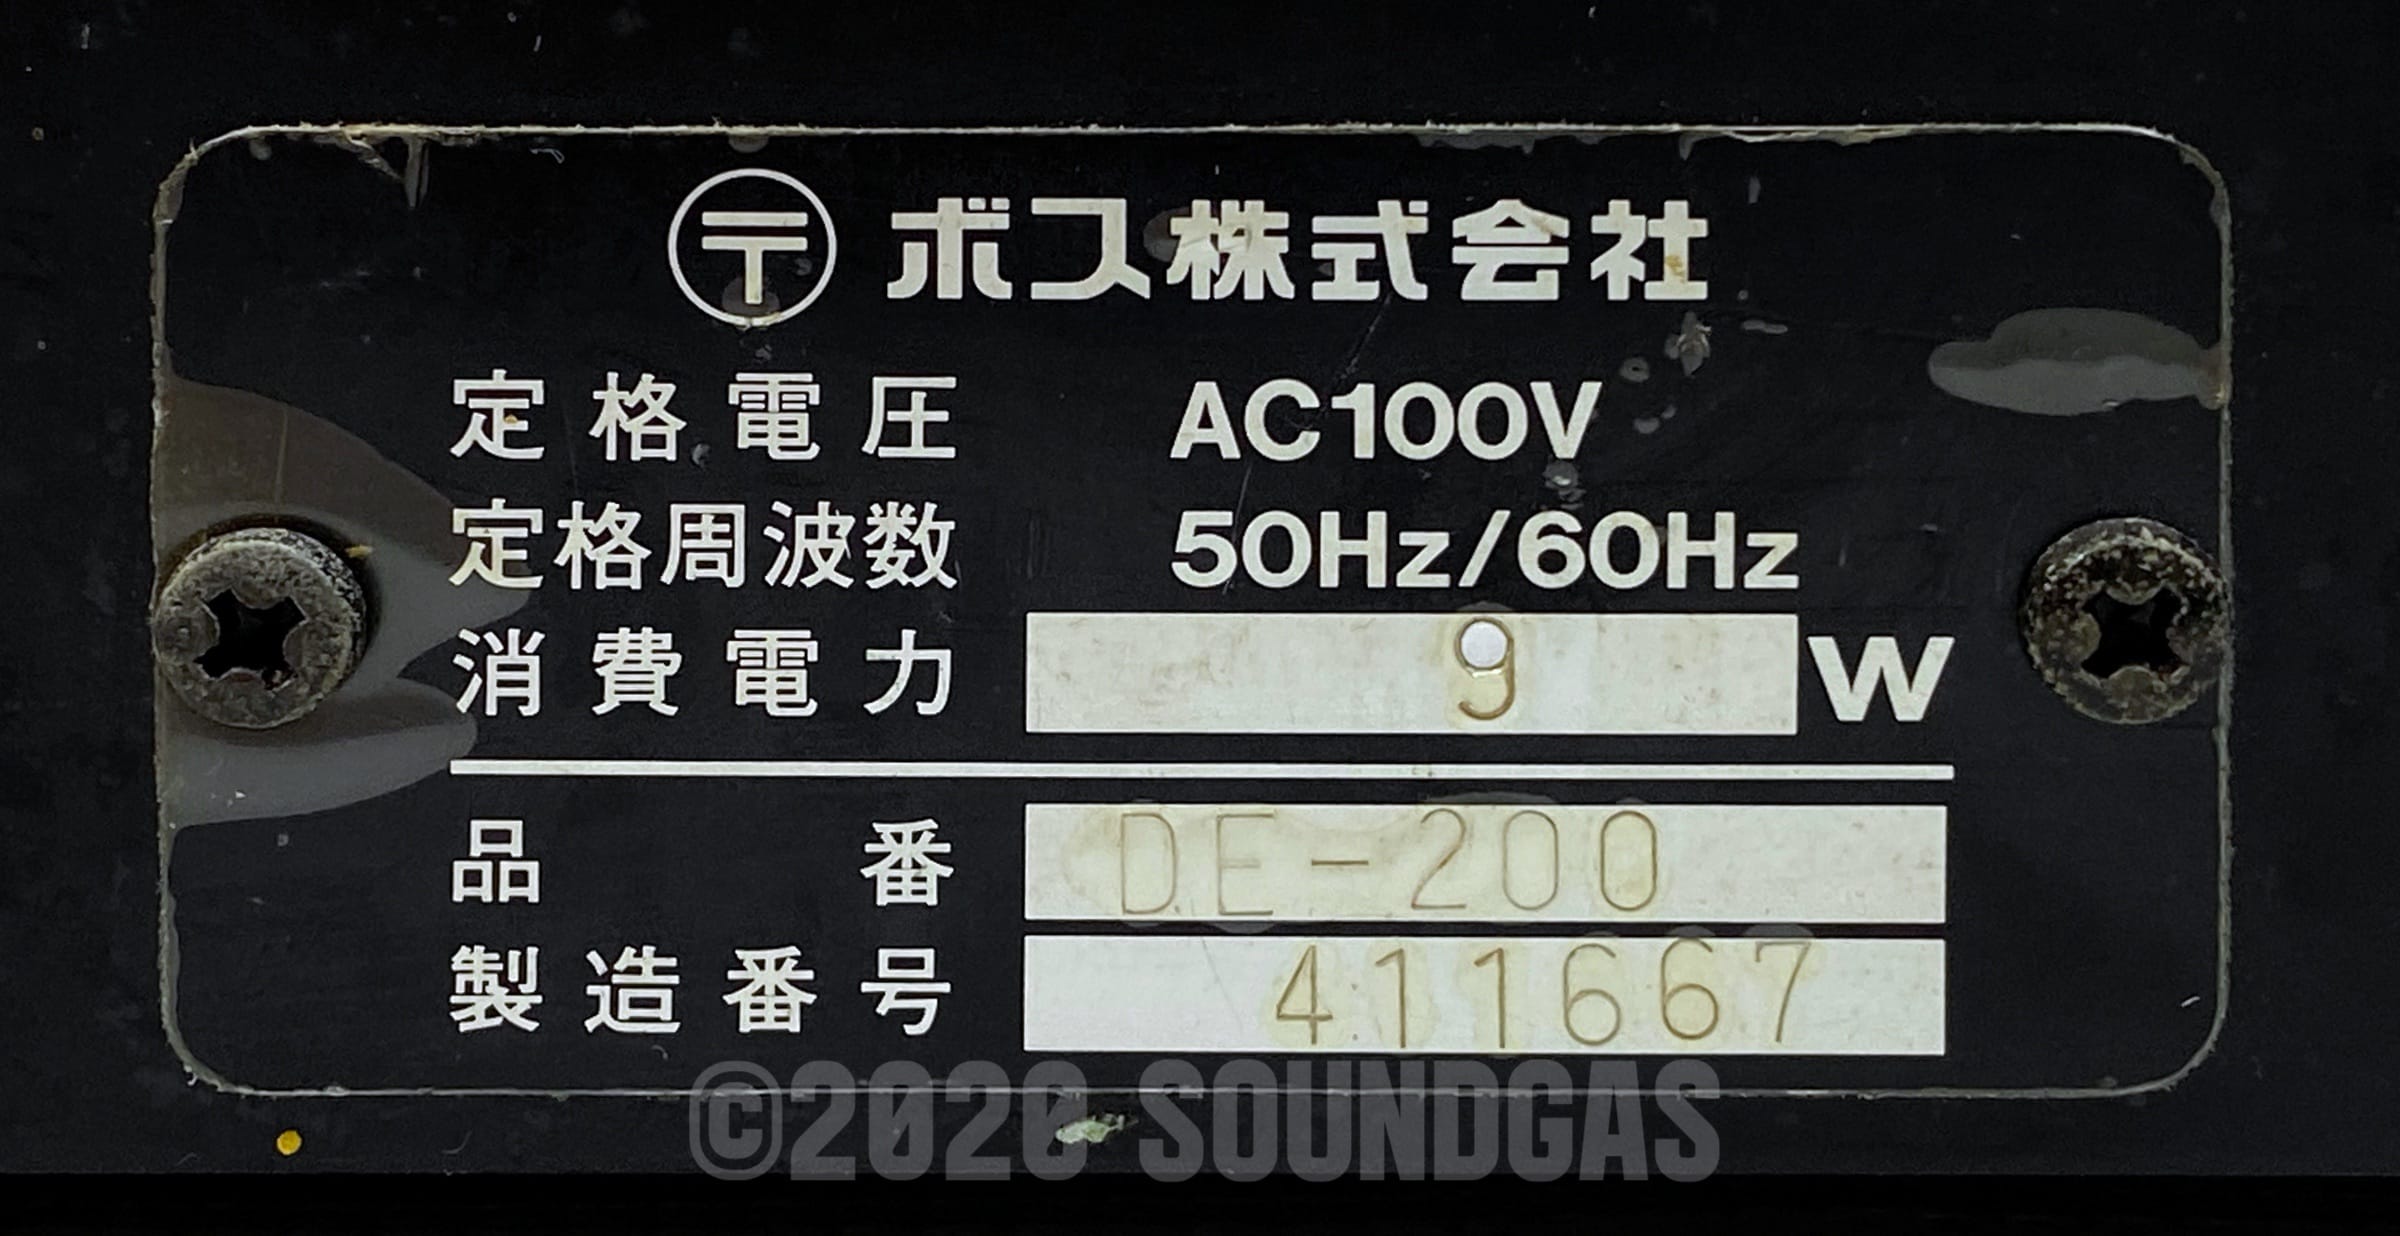 〶 ボス株式会社
定格電圧 AC100V
定格周波数 50Hz/60Hz
消費電力 9 W
品番 DE-200
製造番号 411667
©2020 SOUNDGAS